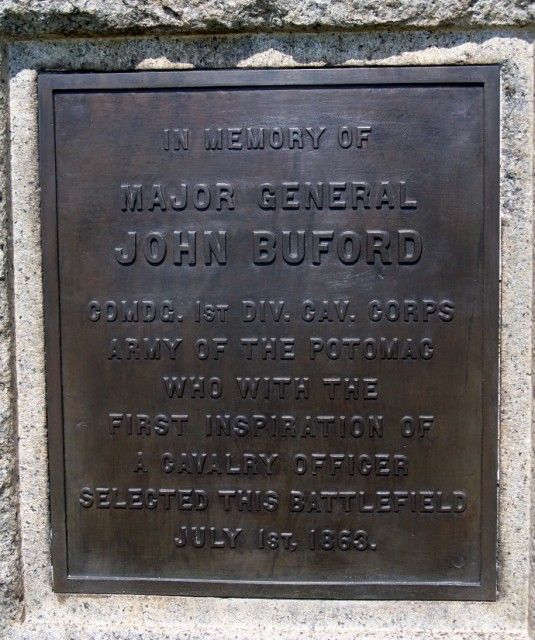 IN MEMORY OF
MAJOR GENERAL
JOHN BUFORD
COMDG. 1ST DIV. CAV. CORPS
ARMY OF THE POTOMAC
WHO WITH THE
FIRST INSPIRATION OF
A CAVALRY OFFICER
SELECTED THIS BATTLEFIELD
JULY 1ST, 1863.